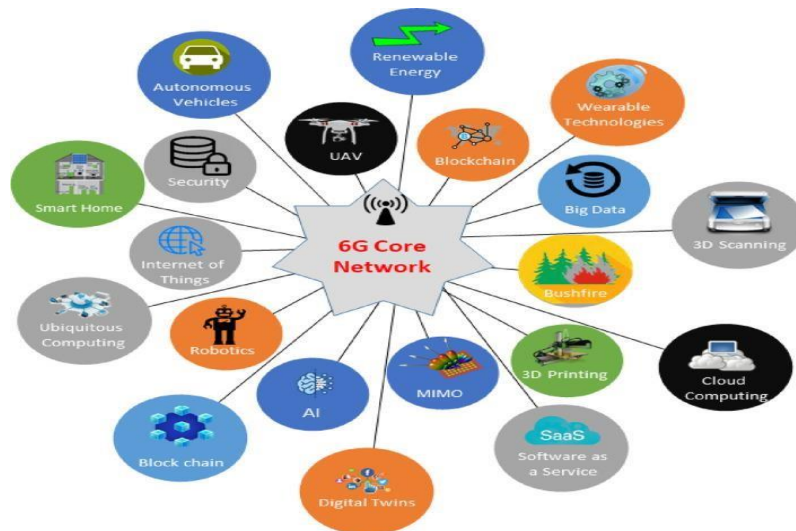 Renewable
Energy
Autonomous
Vehicles
Wearable
Technologies
UAV
Blockchain
Security
Smart Home
Big Data
6G Core
Network
3D Scanning
Internet of
Things
Bushfire
Ubiquitous
Computing
Robotics
3D Printing
Cloud
Computing
AI
MIMO
SaaS
Software as
a Service
Block chain
Digital Twins